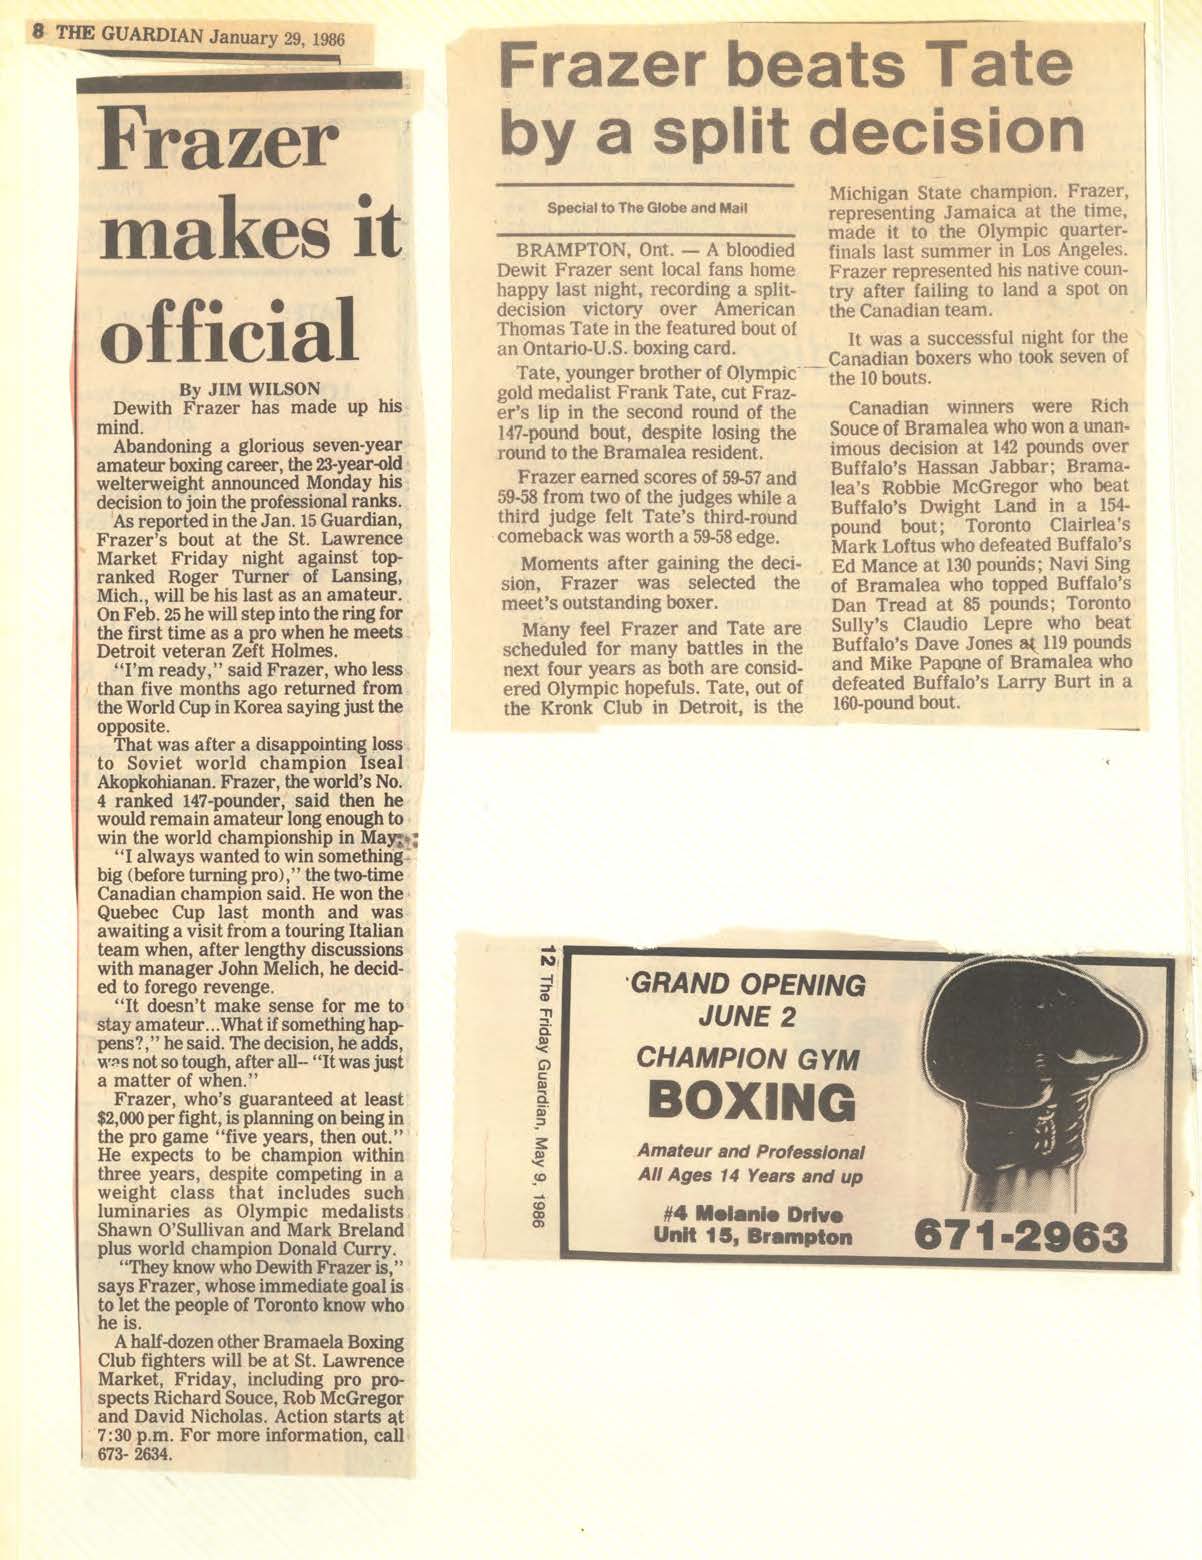 8 THE GUARDIAN January 29, 1986
Frazer
makes it
official
By JIM WILSON
Dewith Frazer has made up his
mind.
Abandoning a glorious seven-year
amateur boxing career, the 23-year-old
welterweight announced Monday his
decision to join the professional ranks.
As reported in the Jan. 15 Guardian,
Frazer's bout at the St. Lawrence
Market Friday night against top-
ranked Roger Turner of Lansing,
Mich., will be his last as an amateur.
On Feb. 25 he will step into the ring for
the first time as a pro when he meets
Detroit veteran Zeft Holmes.
"I'm ready," said Frazer, who less
than five months ago returned from
the World Cup in Korea saying just the
opposite.
That was after a disappointing loss
to Soviet world champion Iseal
Akopkohianan. Frazer, the world's No.
4 ranked 147-pounder, said then he
would remain amateur long enough to
win the world championship in May.
"I always wanted to win something
big (before turning pro)," the two-time
Canadian champion said. He won the
Quebec Cup last month and was
awaiting a visit from a touring Italian
team when, after lengthy discussions
with manager John Melich, he decid-
ed to forego revenge.
"It doesn't make sense for me to
stay amateur...What if something hap-
pens?," he said. The decision, he adds,
was not so tough, after all-- "It was just
a matter of when."
Frazer, who's guaranteed at least
$2,000 per fight, is planning on being in
the pro game "five years, then out."
He expects to be champion within
three years, despite competing in a
weight class that includes such
luminaries as Olympic medalists
Shawn O'Sullivan and Mark Breland
plus world champion Donald Curry.
"They know who Dewith Frazer is,"
says Frazer, whose immediate goal is
to let the people of Toronto know who
he is.
A half-dozen other Bramaela Boxing
Club fighters will be at St. Lawrence
Market, Friday, including pro pro-
spects Richard Souce, Rob McGregor
and David Nicholas. Action starts at
7:30 p.m. For more information, call
673- 2634.
Frazer beats Tate
by a split decision
Special to The Globe and Mail
BRAMPTON, Ont. — A bloodied
Dewit Frazer sent local fans home
happy last night, recording a split-
decision victory over American
Thomas Tate in the featured bout of
an Ontario-U.S. boxing card.
Tate, younger brother of Olympic
gold medalist Frank Tate, cut Fraz-
er's lip in the second round of the
147-pound bout, despite losing the
round to the Bramalea resident.
Frazer earned scores of 59-57 and
59-58 from two of the judges while a
third judge felt Tate's third-round
comeback was worth a 59-58 edge.
Moments after gaining the deci-
sion, Frazer was selected the
meet's outstanding boxer.
Many feel Frazer and Tate are
scheduled for many battles in the
next four years as both are consid-
ered Olympic hopefuls. Tate, out of
the Kronk Club in Detroit, is the
Michigan State champion. Frazer,
representing Jamaica at the time,
made it to the Olympic quarter-
finals last summer in Los Angeles.
Frazer represented his native coun-
try after failing to land a spot on
the Canadian team.
It was a successful night for the
Canadian boxers who took seven of
the 10 bouts.
Canadian winners were Rich
Souce of Bramalea who won a unan-
imous decision at 142 pounds over
Buffalo's Hassan Jabbar; Brama-
lea's Robbie McGregor who beat
Buffalo's Dwight Land in a 154-
pound bout; Toronto Clairlea's
Mark Loftus who defeated Buffalo's
Ed Mance at 130 pounds; Navi Sing
of Bramalea who topped Buffalo's
Dan Tread at 85 pounds; Toronto
Sully's Claudio Lepre who beat
Buffalo's Dave Jones at 119 pounds
and Mike Papone of Bramalea who
defeated Buffalo's Larry Burt in a
160-pound bout.
12 The Friday Guardian, May 9, 1986
GRAND OPENING
JUNE 2
CHAMPION GYM
BOXING
Amateur and Professional
All Ages 14 Years and up
#4 Melanie Drive
Unit 15, Brampton
671-2963